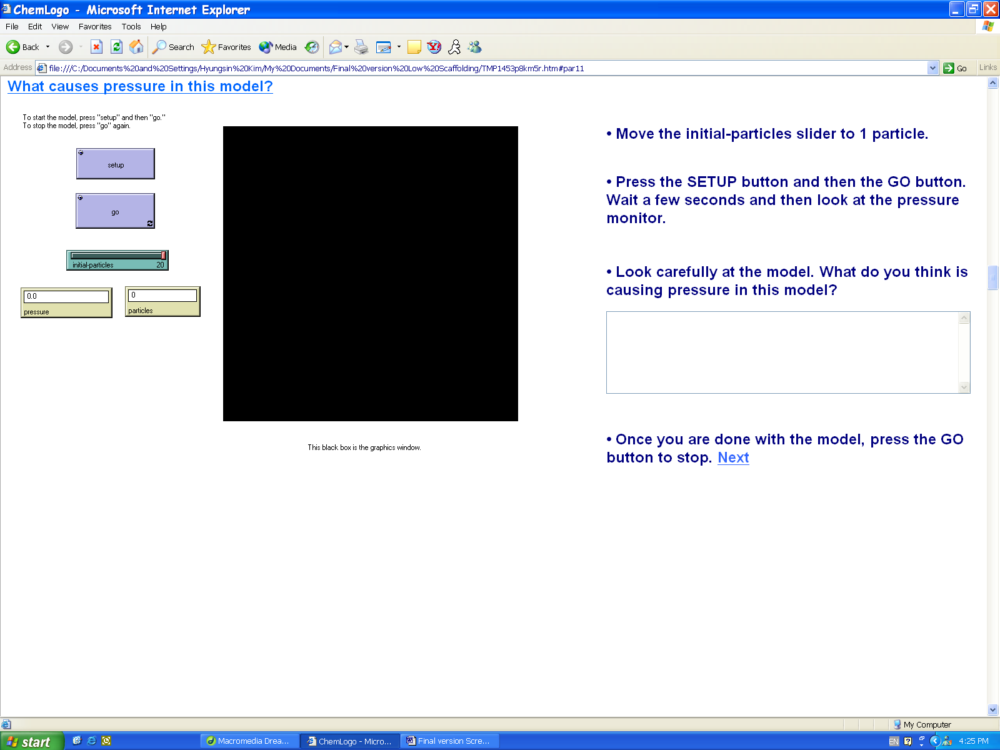 ChemLogo - Microsoft Internet Explorer
File Edit View Favorites Tools Help
Back Search Favorites Media
Address file:///C:/Documents%20and%20Settings/Hyungsin%20Kim/My%20Documents/Final%20version%20Low%20Scaffolding/TMP1453p8km5r.htm#par11 Go Links
What causes pressure in this model?
To start the model, press "setup" and then "go."
To stop the model, press "go" again.
setup
go
initial-particles 20
0.0
pressure
0
particles
This black box is the graphics window.
• Move the initial-particles slider to 1 particle.
• Press the SETUP button and then the GO button.
Wait a few seconds and then look at the pressure
monitor.
• Look carefully at the model. What do you think is
causing pressure in this model?
• Once you are done with the model, press the GO
button to stop. Next
My Computer
start Macromedia Drea... ChemLogo - Micro... Final version Scre... EN 4:25 PM